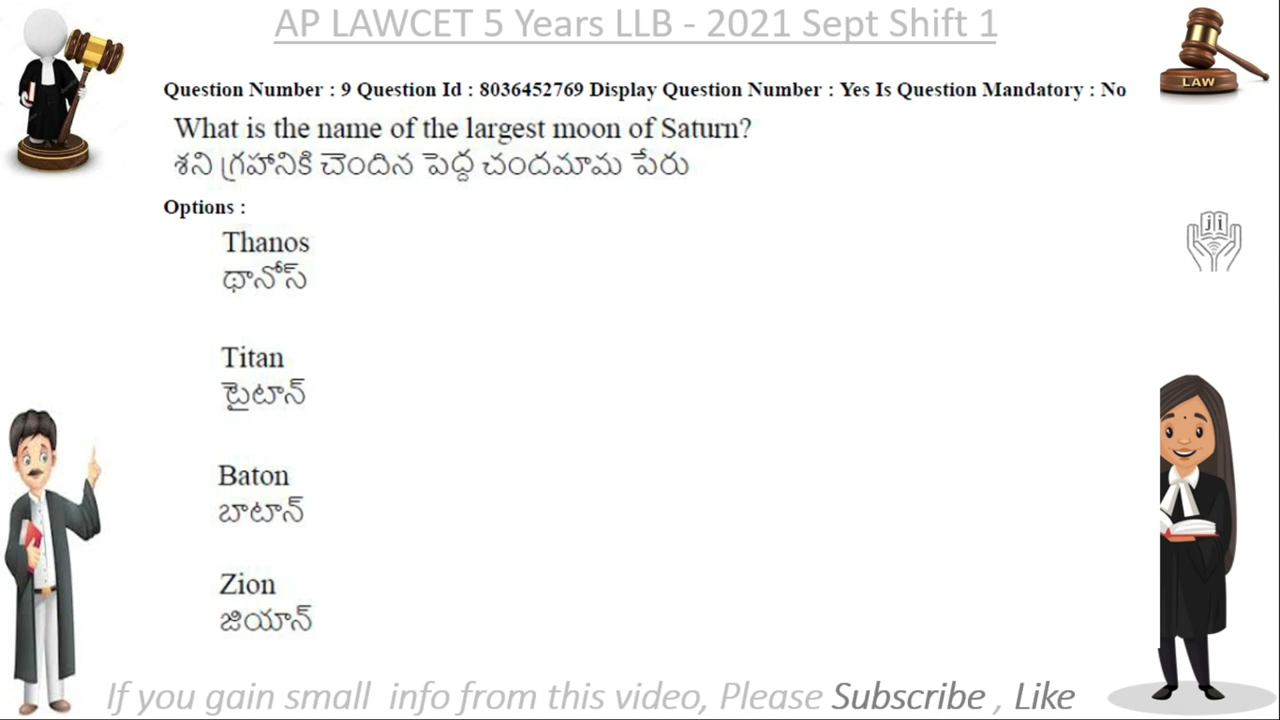 AP LAWCET 5 Years LLB - 2021 Sept Shift 1
LAW
Question Number : 9 Question Id : 8036452769 Display Question Number : Yes Is Question Mandatory : No
What is the name of the largest moon of Saturn?
శని గ్రహానికి చెందిన పెద్ద చందమామ పేరు
Options :
ji
Thanos
థానోస్
Titan
టైటాన్
Baton
బాటాన్
Zion
జియాన్
If you gain small info from this video, Please Subscribe , Like